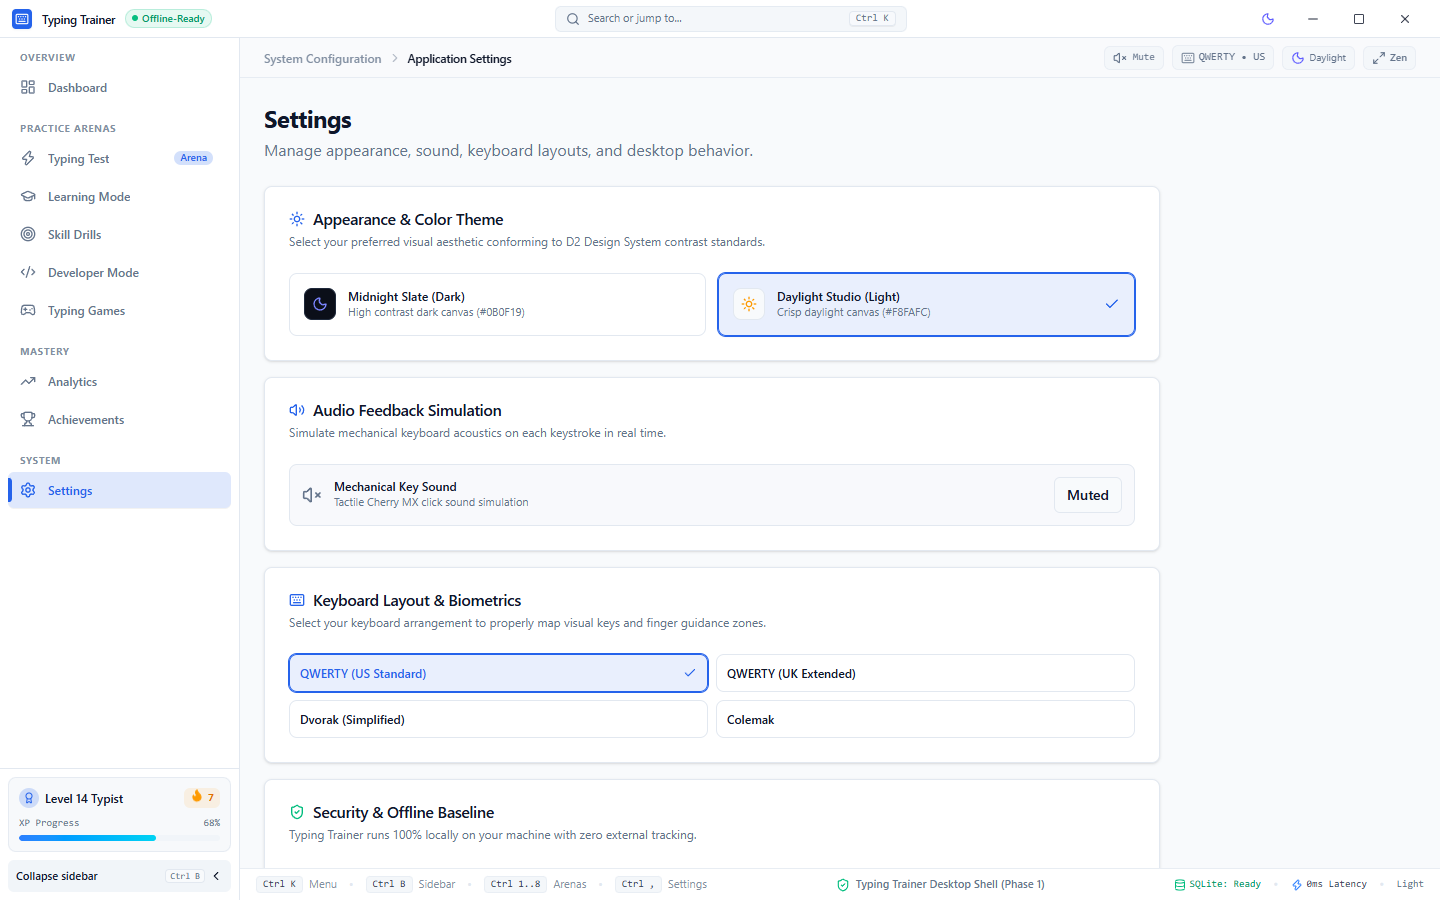 Typing Trainer
Offline-Ready
Search or jump to...
Ctrl K
OVERVIEW
Dashboard
PRACTICE ARENAS
Typing Test
Arena
Learning Mode
Skill Drills
Developer Mode
Typing Games
MASTERY
Analytics
Achievements
SYSTEM
Settings
Level 14 Typist
7
XP Progress
68%
Collapse sidebar
Ctrl B
System Configuration
Application Settings
Mute
QWERTY • US
Daylight
Zen
Settings
Manage appearance, sound, keyboard layouts, and desktop behavior.
Appearance & Color Theme
Select your preferred visual aesthetic conforming to D2 Design System contrast standards.
Midnight Slate (Dark)
High contrast dark canvas (#0B0F19)
Daylight Studio (Light)
Crisp daylight canvas (#F8FAFC)
Audio Feedback Simulation
Simulate mechanical keyboard acoustics on each keystroke in real time.
Mechanical Key Sound
Tactile Cherry MX click sound simulation
Muted
Keyboard Layout & Biometrics
Select your keyboard arrangement to properly map visual keys and finger guidance zones.
QWERTY (US Standard)
QWERTY (UK Extended)
Dvorak (Simplified)
Colemak
Security & Offline Baseline
Typing Trainer runs 100% locally on your machine with zero external tracking.
Ctrl K Menu • Ctrl B Sidebar • Ctrl 1..8 Arenas • Ctrl , Settings
Typing Trainer Desktop Shell (Phase 1)
SQLite: Ready • 0ms Latency • Light